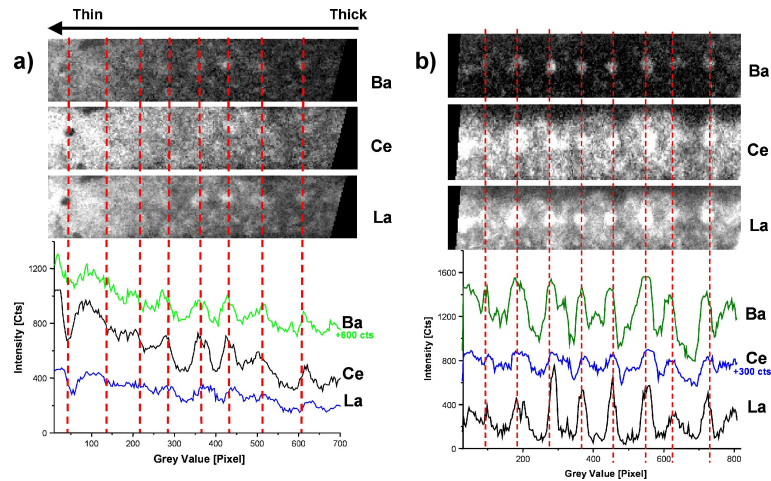 Thin Thick
a)
Ba
Ce
La
1200
800
400
0
Intensity [Cts]
Ba
+600 cts
Ce
La
100 200 300 400 500 600 700
Grey Value [Pixel]
b)
Ba
Ce
La
1600
1200
800
400
0
Intensity [Cts]
Ba
Ce
+300 cts
La
0 200 400 600 800
Grey Value [Pixel]